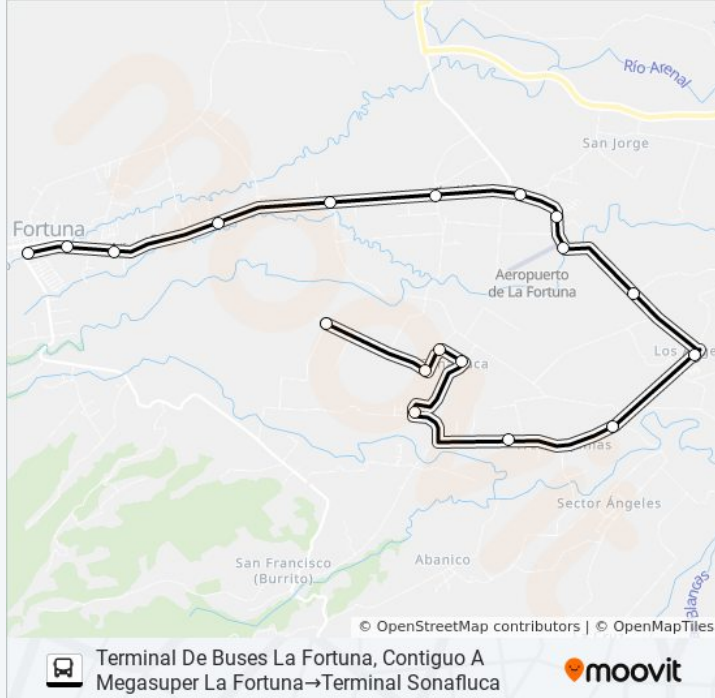 Río Arenal
San Jorge
Fortuna
Aeropuerto
de La Fortuna
Sector Ángeles
Abanico
San Francisco
(Burrito)
Blancas
© OpenStreetMap contributors | © OpenMapTiles
Terminal De Buses La Fortuna, Contiguo A
Megasuper La Fortuna→Terminal Sonafluca
moovit